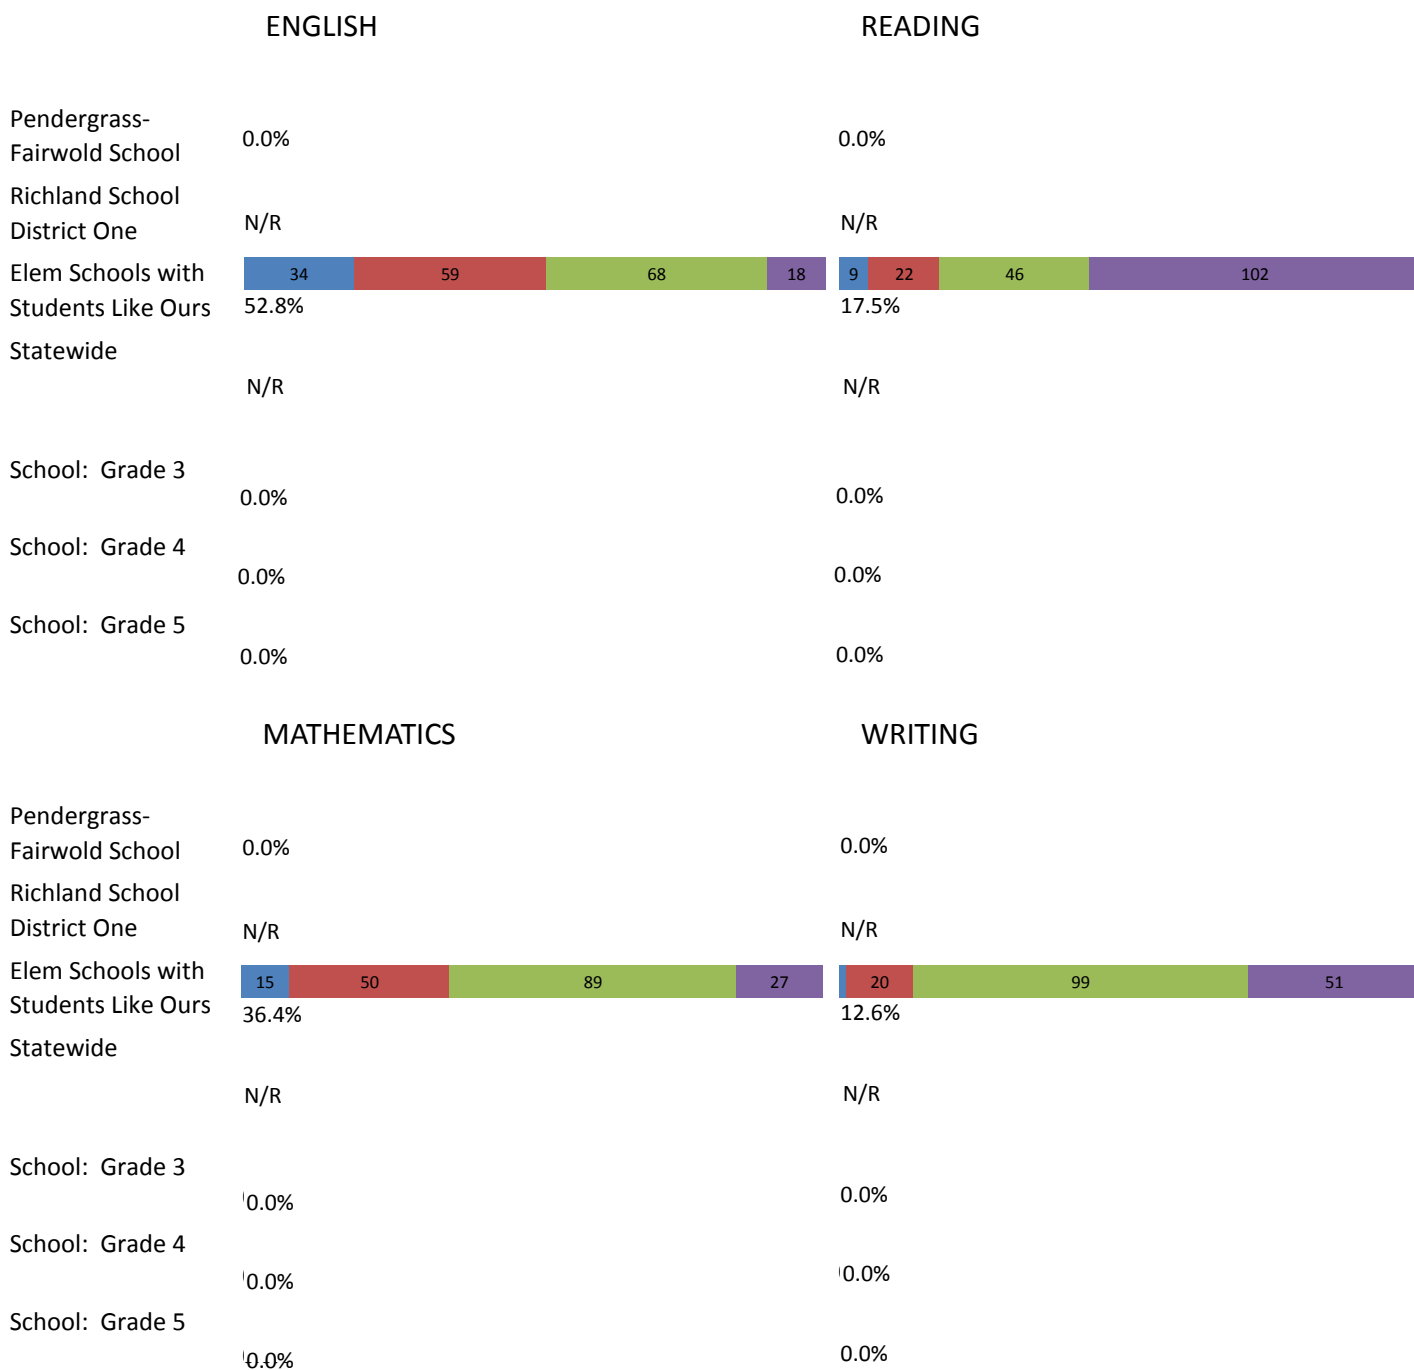 ENGLISH
READING
Pendergrass-
Fairwold School
0.0%
0.0%
Richland School
District One
N/R
N/R
Elem Schools with
Students Like Ours
34 59 68 18
9 22 46 102
52.8%
17.5%
Statewide
N/R
N/R
School: Grade 3
0.0%
0.0%
School: Grade 4
0.0%
0.0%
School: Grade 5
0.0%
0.0%
MATHEMATICS
WRITING
Pendergrass-
Fairwold School
0.0%
0.0%
Richland School
District One
N/R
N/R
Elem Schools with
Students Like Ours
15 50 89 27
20 99 51
36.4%
12.6%
Statewide
N/R
N/R
School: Grade 3
0.0%
0.0%
School: Grade 4
0.0%
0.0%
School: Grade 5
0.0%
0.0%